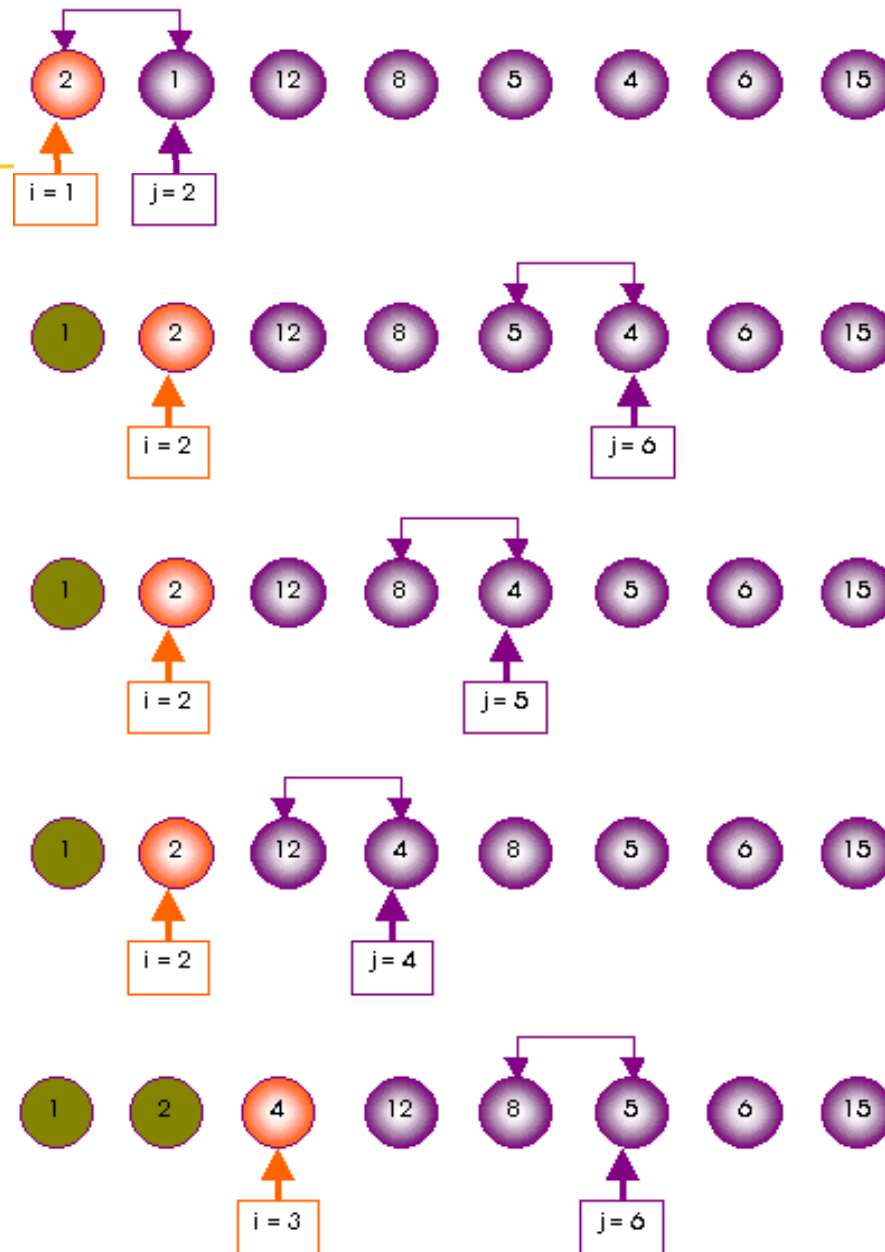 2 1 12 8 5 4 6 15
i = 1 j= 2
1 2 12 8 5 4 6 15
i = 2 j= 6
1 2 12 8 4 5 6 15
i = 2 j= 5
1 2 12 4 8 5 6 15
i = 2 j= 4
1 2 4 12 8 5 6 15
i = 3 j= 6